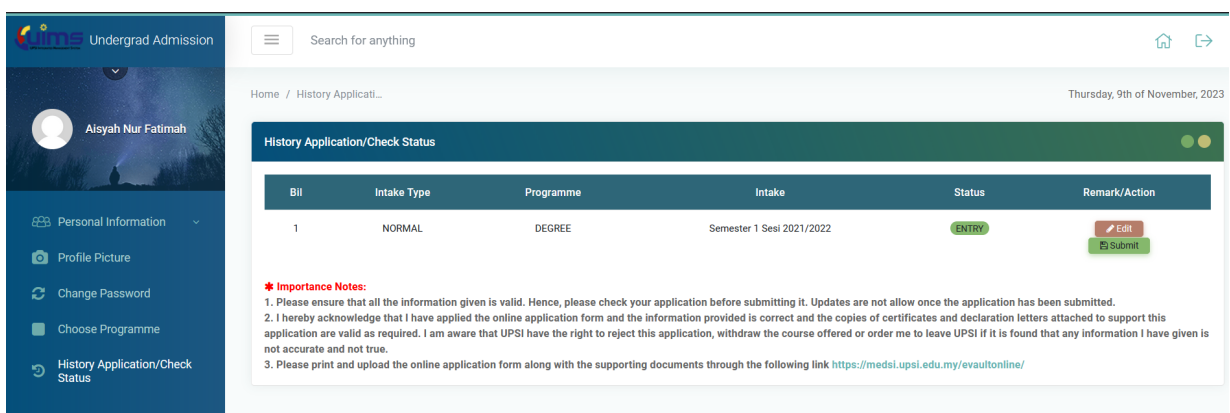 uims Undergrad Admission
Search for anything
Home / History Applicati...
Thursday, 9th of November, 2023
Aisyah Nur Fatimah
Personal Information
Profile Picture
Change Password
Choose Programme
History Application/Check
Status
History Application/Check Status
Bil Intake Type Programme Intake Status Remark/Action
1 NORMAL DEGREE Semester 1 Sesi 2021/2022 ENTRY Edit
Submit
✱ Importance Notes:
1. Please ensure that all the information given is valid. Hence, please check your application before submitting it. Updates are not allow once the application has been submitted.
2. I hereby acknowledge that I have applied the online application form and the information provided is correct and the copies of certificates and declaration letters attached to support this
application are valid as required. I am aware that UPSI have the right to reject this application, withdraw the course offered or order me to leave UPSI if it is found that any information I have given is
not accurate and not true.
3. Please print and upload the online application form along with the supporting documents through the following link https://medsi.upsi.edu.my/evaultonline/